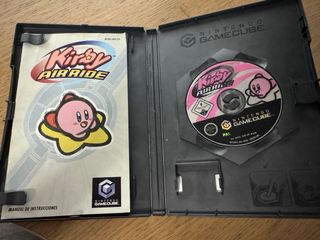 Kirby
AIR RIDE
NINTENDO
GAMECUBE
MANUAL DE INSTRUCCIONES
NINTENDO
GAMECUBE
Kirby
AIR RIDE
PAL
NINTENDO
GAMECUBE